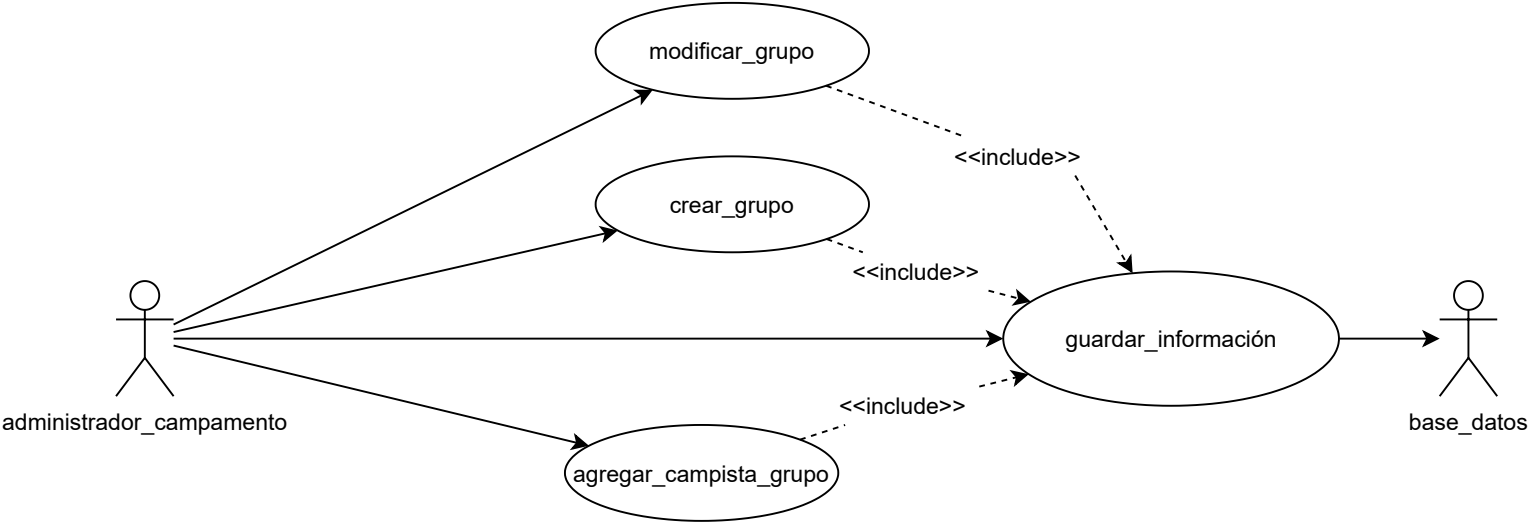 modificar_grupo
<<include>>
crear_grupo
<<include>>
guardar_información
<<include>>
administrador_campamento
base_datos
agregar_campista_grupo